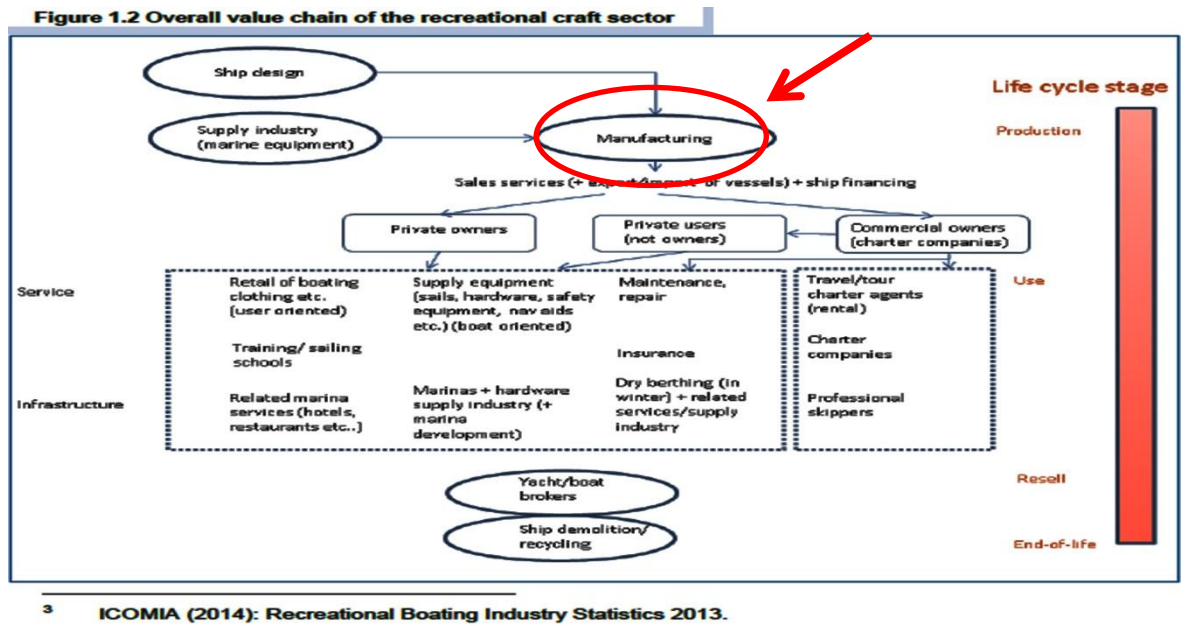 Figure 1.2 Overall value chain of the recreational craft sector
Ship design
Life cycle stage
Supply industry
(marine equipment)
Manufacturing
Production
Sales services (+ export/import of vessels) + ship financing
Private owners
Private users
(not owners)
Commercial owners
(charter companies)
Service
Retail of boating
clothing etc.
(user oriented)
Supply equipment
(sails, hardware, safety
equipment, nav aids
etc.) (boat oriented)
Maintenance,
repair
Travel/tour
charter agents
(rental)
Use
Training/ sailing
schools
Insurance
Charter
companies
Infrastructure
Related marina
services (hotels,
restaurants etc..)
Marinas + hardware
supply industry (+
marina
development)
Dry berthing (in
winter) + related
services/supply
industry
Professional
skippers
Yacht/boat
brokers
Resell
Ship demolition/
recycling
End-of-life
3 ICOMIA (2014): Recreational Boating Industry Statistics 2013.